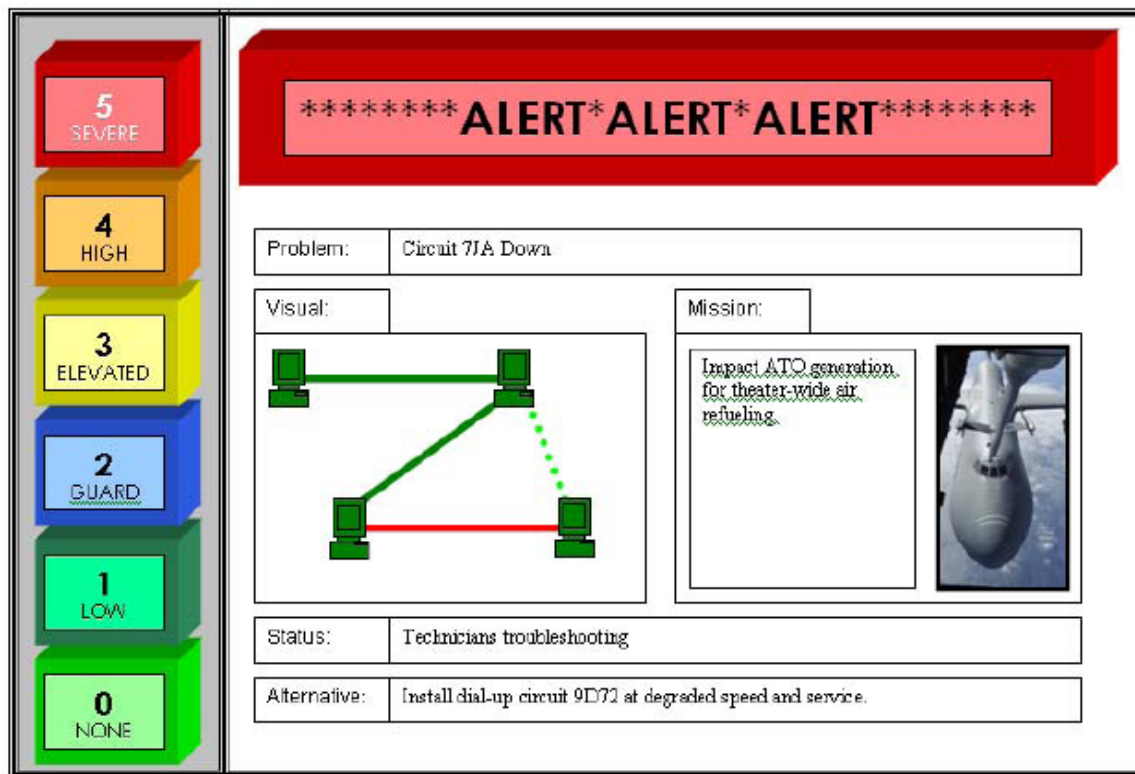 5
SEVERE
4
HIGH
3
ELEVATED
2
GUARD
1
LOW
0
NONE
********ALERT*ALERT*ALERT********
Problem: Circuit 7JA Down
Visual:
Mission:
Impact ATO generation
for theater-wide air
refueling.
Status: Technicians troubleshooting
Alternative: Install dial-up circuit 9D72 at degraded speed and service.